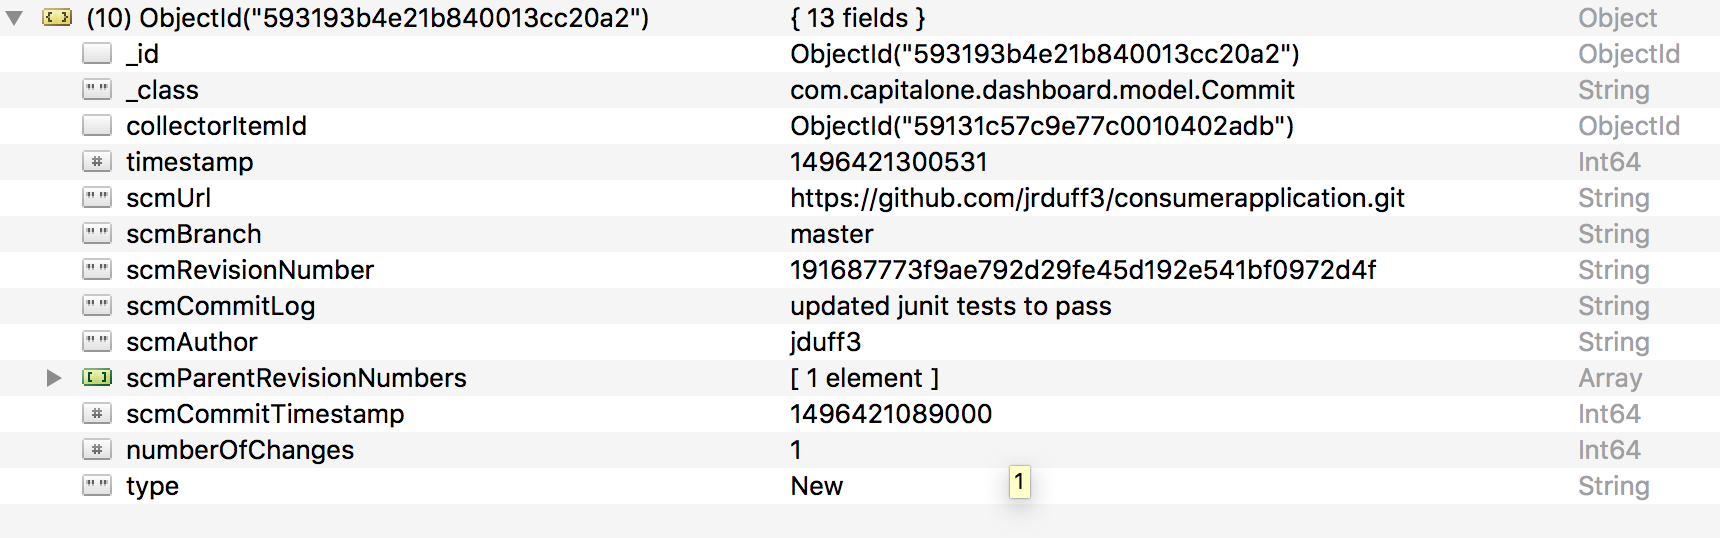 (10) ObjectId("593193b4e21b840013cc20a2") { 13 fields } Object
_id ObjectId("593193b4e21b840013cc20a2") ObjectId
_class com.capitalone.dashboard.model.Commit String
collectorItemId ObjectId("59131c57c9e77c0010402adb") ObjectId
timestamp 1496421300531 Int64
scmUrl https://github.com/jrduff3/consumerapplication.git String
scmBranch master String
scmRevisionNumber 191687773f9ae792d29fe45d192e541bf0972d4f String
scmCommitLog updated junit tests to pass String
scmAuthor jduff3 String
scmParentRevisionNumbers [ 1 element ] Array
scmCommitTimestamp 1496421089000 Int64
numberOfChanges 1 Int64
type New 1 String